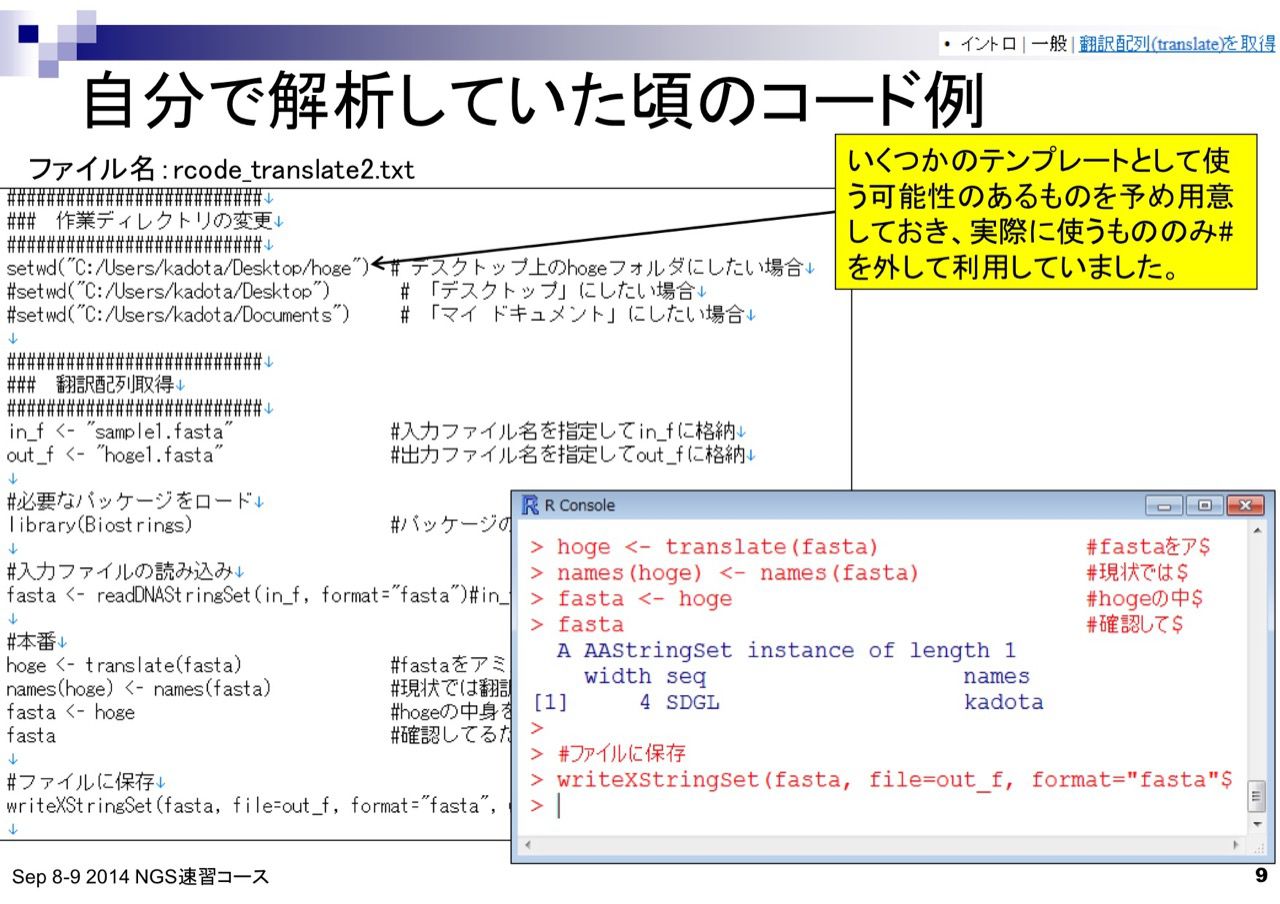 • イントロ | 一般 | 翻訳配列(translate)を取得
自分で解析していた頃のコード例
ファイル名：rcode_translate2.txt
いくつかのテンプレートとして使
う可能性のあるものを予め用意
しておき、実際に使うもののみ#
を外して利用していました。
##########################↓
###　作業ディレクトリの変更↓
##########################↓
setwd("C:/Users/kadota/Desktop/hoge") # デスクトップ上のhogeフォルダにしたい場合↓
#setwd("C:/Users/kadota/Desktop") # 「デスクトップ」にしたい場合↓
#setwd("C:/Users/kadota/Documents") # 「マイ ドキュメント」にしたい場合↓
↓
##########################↓
###　翻訳配列取得↓
##########################↓
in_f <- "sample1.fasta" #入力ファイル名を指定してin_fに格納↓
out_f <- "hoge1.fasta" #出力ファイル名を指定してout_fに格納↓
↓
#必要なパッケージをロード↓
library(Biostrings) #パッケージの
↓
#入力ファイルの読み込み↓
fasta <- readDNAStringSet(in_f, format="fasta")#in_
↓
#本番↓
hoge <- translate(fasta) #fastaをアミ
names(hoge) <- names(fasta) #現状では翻訳
fasta <- hoge #hogeの中身を
fasta #確認してるだ
↓
#ファイルに保存↓
writeXStringSet(fasta, file=out_f, format="fasta",
↓
R Console
> hoge <- translate(fasta) #fastaをア$
> names(hoge) <- names(fasta) #現状では$
> fasta <- hoge #hogeの中$
> fasta #確認して$
A AAStringSet instance of length 1
width seq names
[1] 4 SDGL kadota
>
> #ファイルに保存
> writeXStringSet(fasta, file=out_f, format="fasta"$
>
Sep 8-9 2014 NGS速習コース
9